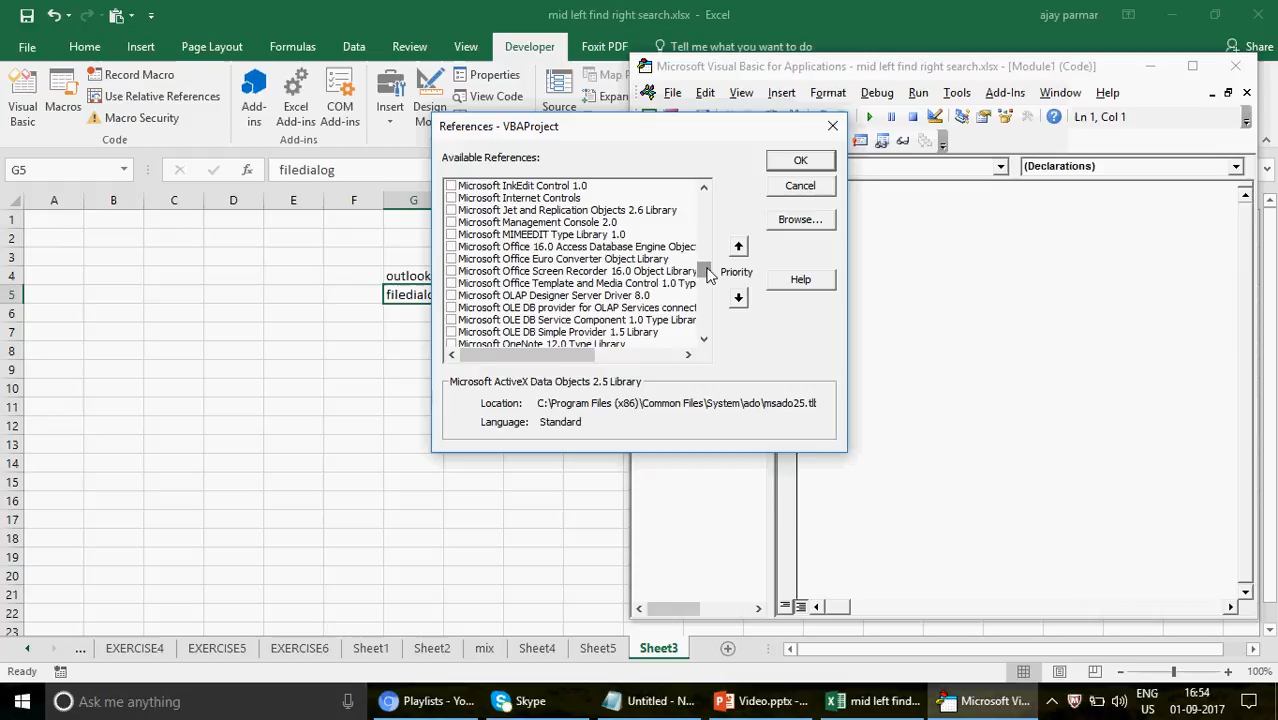 mid left find right search.xlsx - Excel
ajay parmar
File Home Insert Page Layout Formulas Data Review View Developer Foxit PDF Tell me what you want to do Share
Visual Basic
Macros
Record Macro
Use Relative References
Macro Security
Code
Add-ins
Excel Add-ins
COM Add-ins
Add-ins
Insert
Design
Properties
View Code
Source
Map
Expan
Microsoft Visual Basic for Applications - mid left find right search.xlsx - [Module1 (Code)]
File Edit View Insert Format Debug Run Tools Add-Ins Window Help
Ln 1, Col 1
(Declarations)
G5
filedialog
A B C D E F G
1
2
3
4
5
6
7
8
9
10
11
12
13
14
15
16
17
18
19
20
21
22
23
outlook
filedialo
References - VBAProject
Available References:
Microsoft InkEdit Control 1.0
Microsoft Internet Controls
Microsoft Jet and Replication Objects 2.6 Library
Microsoft Management Console 2.0
Microsoft MIMEEDIT Type Library 1.0
Microsoft Office 16.0 Access Database Engine Objec
Microsoft Office Euro Converter Object Library
Microsoft Office Screen Recorder 16.0 Object Library
Microsoft Office Template and Media Control 1.0 Typ
Microsoft OLAP Designer Server Driver 8.0
Microsoft OLE DB provider for OLAP Services connect
Microsoft OLE DB Service Component 1.0 Type Librar
Microsoft OLE DB Simple Provider 1.5 Library
Microsoft OneNote 12.0 Type Library
OK
Cancel
Browse...
Priority
Help
Microsoft ActiveX Data Objects 2.5 Library
Location: C:\Program Files (x86)\Common Files\System\ado\msado25.tlb
Language: Standard
... EXERCISE4 EXERCISE5 EXERCISE6 Sheet1 Sheet2 mix Sheet4 Sheet5 Sheet3
Ready
100%
Ask me anything
Playlists - Yo...
Skype
Untitled - N...
Video.pptx -...
mid left find...
Microsoft Vi...
ENG
US
16:54
01-09-2017